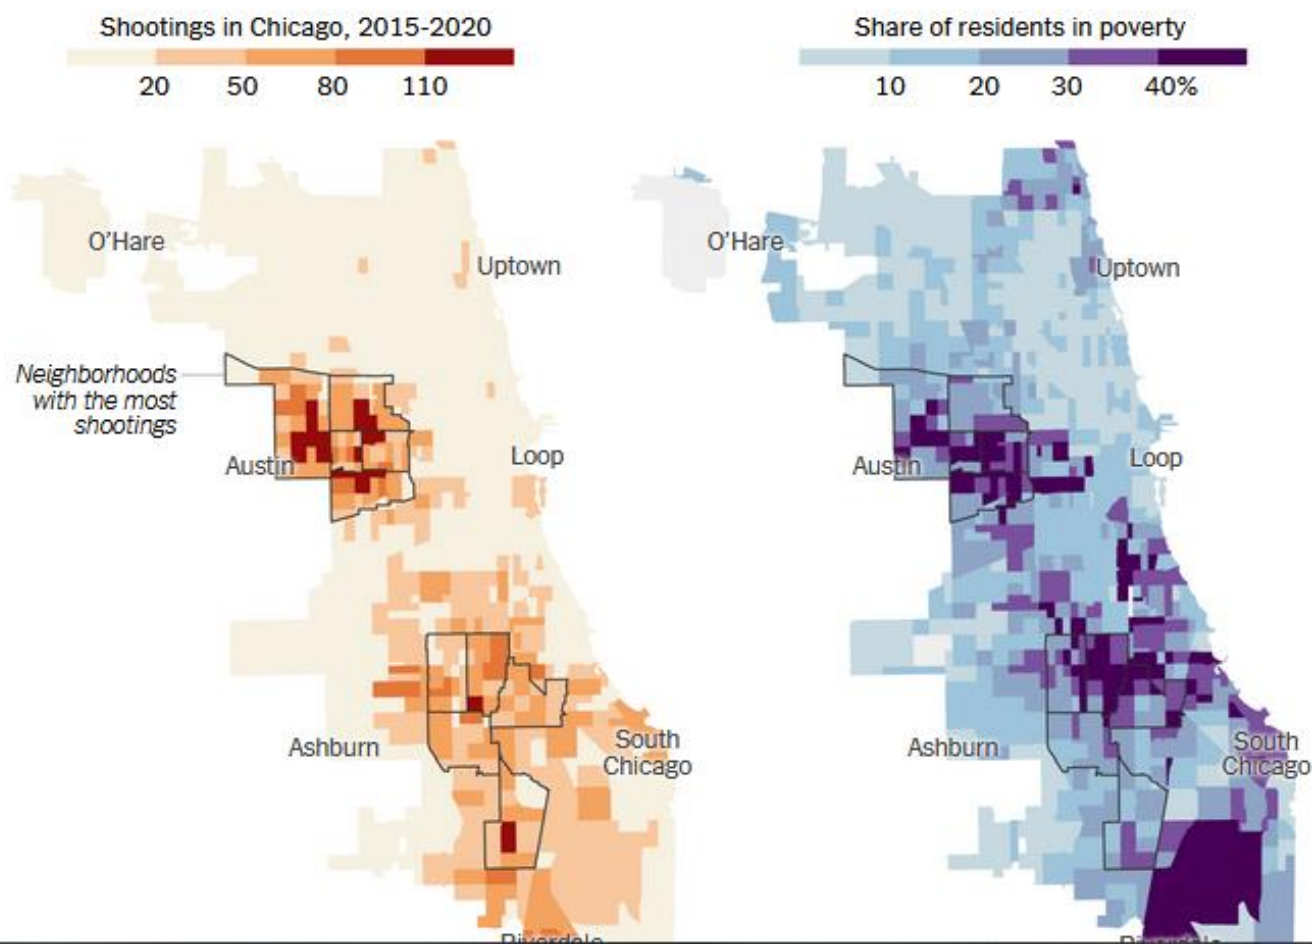 Shootings in Chicago, 2015-2020
20 50 80 110
O'Hare
Uptown
Neighborhoods
with the most
shootings
Austin
Loop
Ashburn
South
Chicago
Riverdale
Share of residents in poverty
10 20 30 40%
O'Hare
Uptown
Austin
Loop
Ashburn
South
Chicago